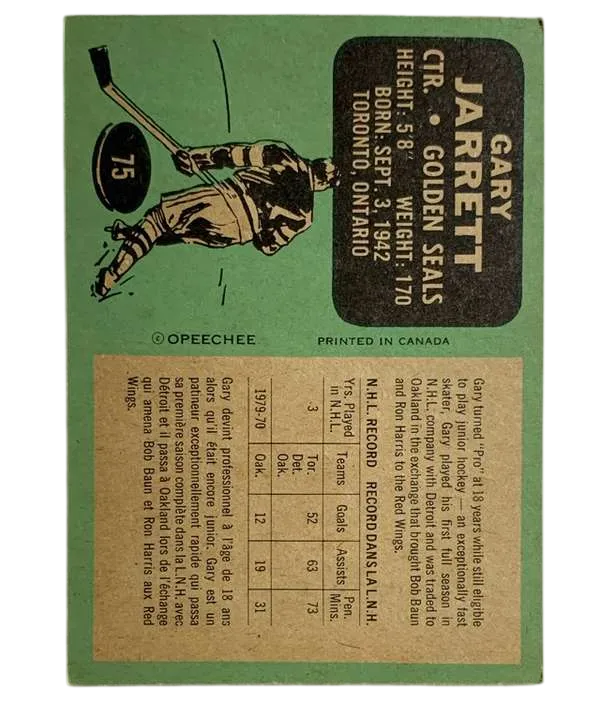 GARY
JARRETT
CTR. • GOLDEN SEALS
HEIGHT: 5'8" WEIGHT: 170
BORN: SEPT. 3, 1942
TORONTO, ONTARIO
75
© OPEECHEE
PRINTED IN CANADA
Gary turned "Pro" at 18 years while still eligible
to play junior hockey — an exceptionally fast
skater, Gary played his first full season in
N.H.L. company with Detroit and was traded to
Oakland in the exchange that brought Bob Baun
and Ron Harris to the Red Wings.
N.H.L. RECORD RECORD DANS LA L.N.H.
Yrs. Played in N.H.L. Teams Goals Assists Pen. Mins.
3 Tor. Det. Oak. 52 63 73
1979-70 Oak. 12 19 31
Gary devint professionnel à l'âge de 18 ans
alors qu'il était encore junior. Gary est un
patineur exceptionnellement rapide qui passa
sa première saison complète dans la L.N.H. avec
Détroit et il passa à Oakland lors de l'échange
qui amena Bob Baun et Ron Harris aux Red
Wings.